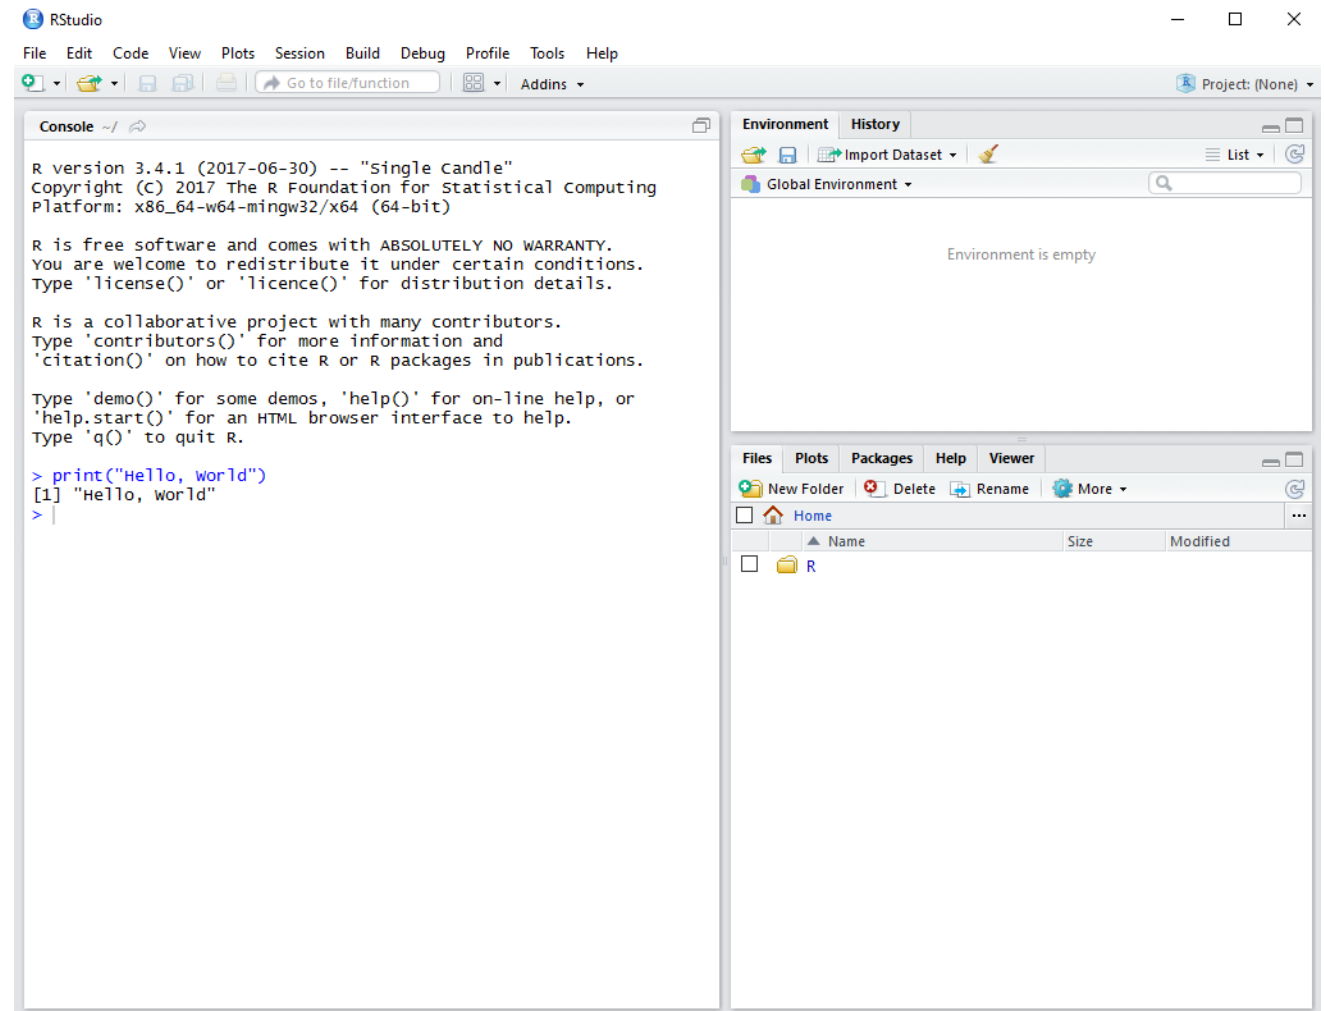 RStudio
File Edit Code View Plots Session Build Debug Profile Tools Help
Go to file/function Addins Project: (None)
Console ~/
R version 3.4.1 (2017-06-30) -- "Single Candle"
Copyright (C) 2017 The R Foundation for Statistical Computing
Platform: x86_64-w64-mingw32/x64 (64-bit)
R is free software and comes with ABSOLUTELY NO WARRANTY.
You are welcome to redistribute it under certain conditions.
Type 'license()' or 'licence()' for distribution details.
R is a collaborative project with many contributors.
Type 'contributors()' for more information and
'citation()' on how to cite R or R packages in publications.
Type 'demo()' for some demos, 'help()' for on-line help, or
'help.start()' for an HTML browser interface to help.
Type 'q()' to quit R.
> print("Hello, World")
[1] "Hello, World"
>
Environment History
Import Dataset List
Global Environment
Environment is empty
Files Plots Packages Help Viewer
New Folder Delete Rename More
Home ...
Name Size Modified
R